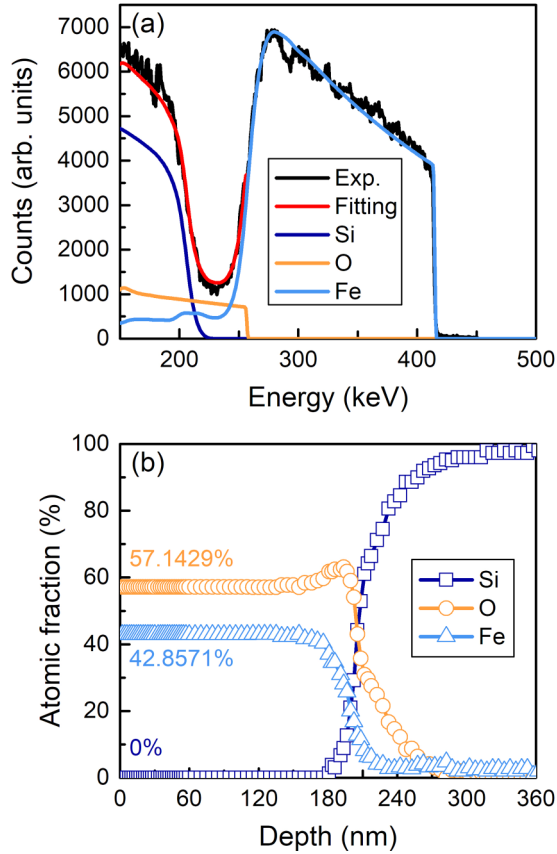 (a)
7000
6000
5000
4000
3000
2000
1000
0
Counts (arb. units)
Exp.
Fitting
Si
O
Fe
200
300
400
500
Energy (keV)
(b)
100
80
60
40
20
0
Atomic fraction (%)
57.1429%
42.8571%
0%
Si
O
Fe
0
60
120
180
240
300
360
Depth (nm)